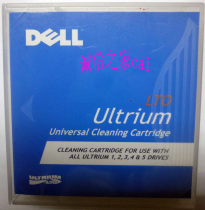 DELL
LTO
Ultrium
Universal Cleaning Cartridge
CLEANING CARTRIDGE FOR USE WITH
ALL ULTRIUM 1, 2, 3, 4 & 5 DRIVES
ULTRIUM